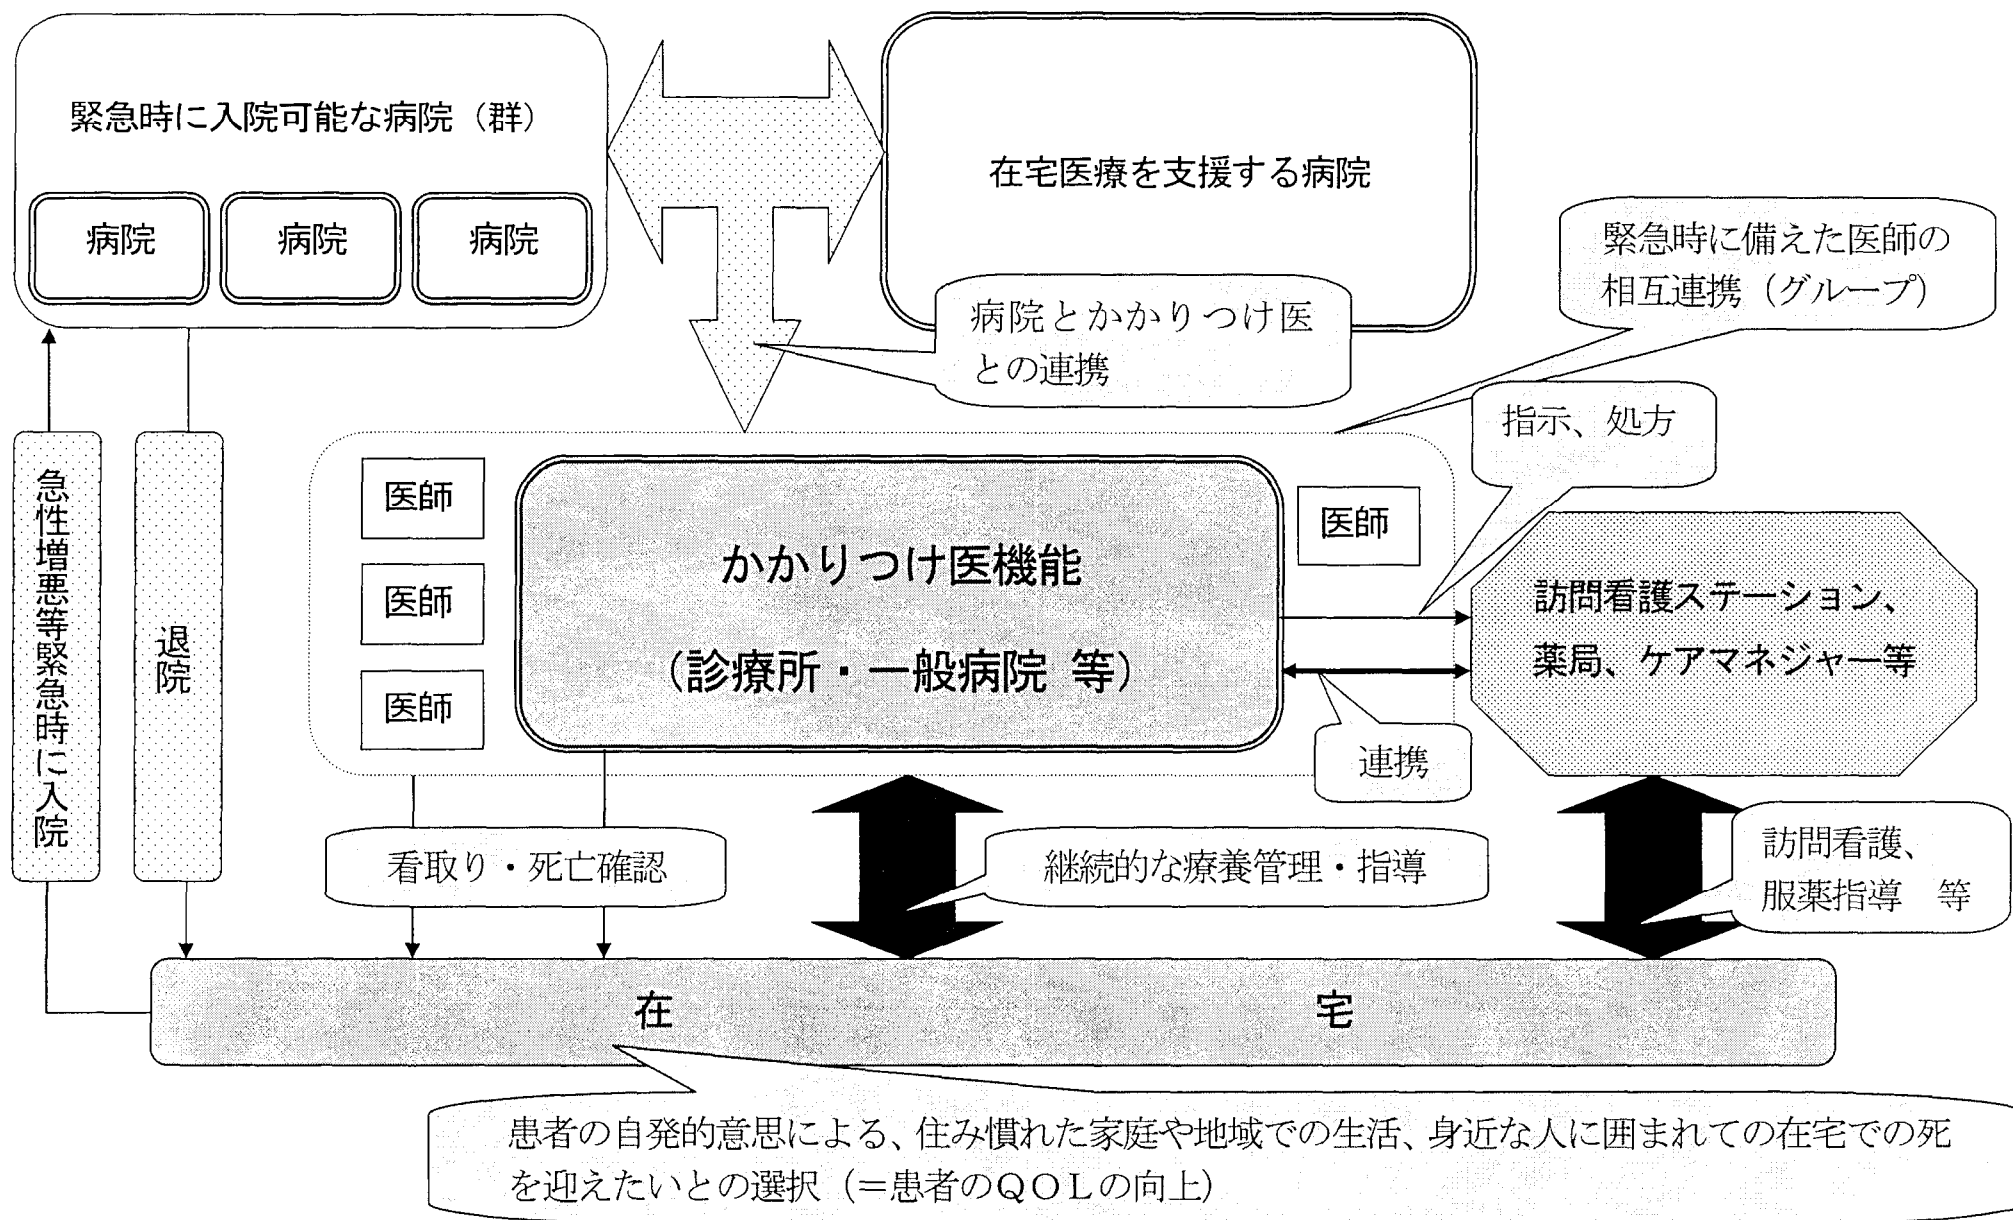 緊急時に入院可能な病院（群）
病院
病院
病院
在宅医療を支援する病院
緊急時に備えた医師の
相互連携（グループ）
病院とかかりつけ医
との連携
指示、処方
急性増悪等緊急時に入院
退院
医師
医師
医師
かかりつけ医機能
（診療所・一般病院 等）
医師
訪問看護ステーション、
薬局、ケアマネジャー等
連携
看取り・死亡確認
継続的な療養管理・指導
訪問看護、
服薬指導　等
在　宅
患者の自発的意思による、住み慣れた家庭や地域での生活、身近な人に囲まれての在宅での死
を迎えたいとの選択（＝患者のＱＯＬの向上）